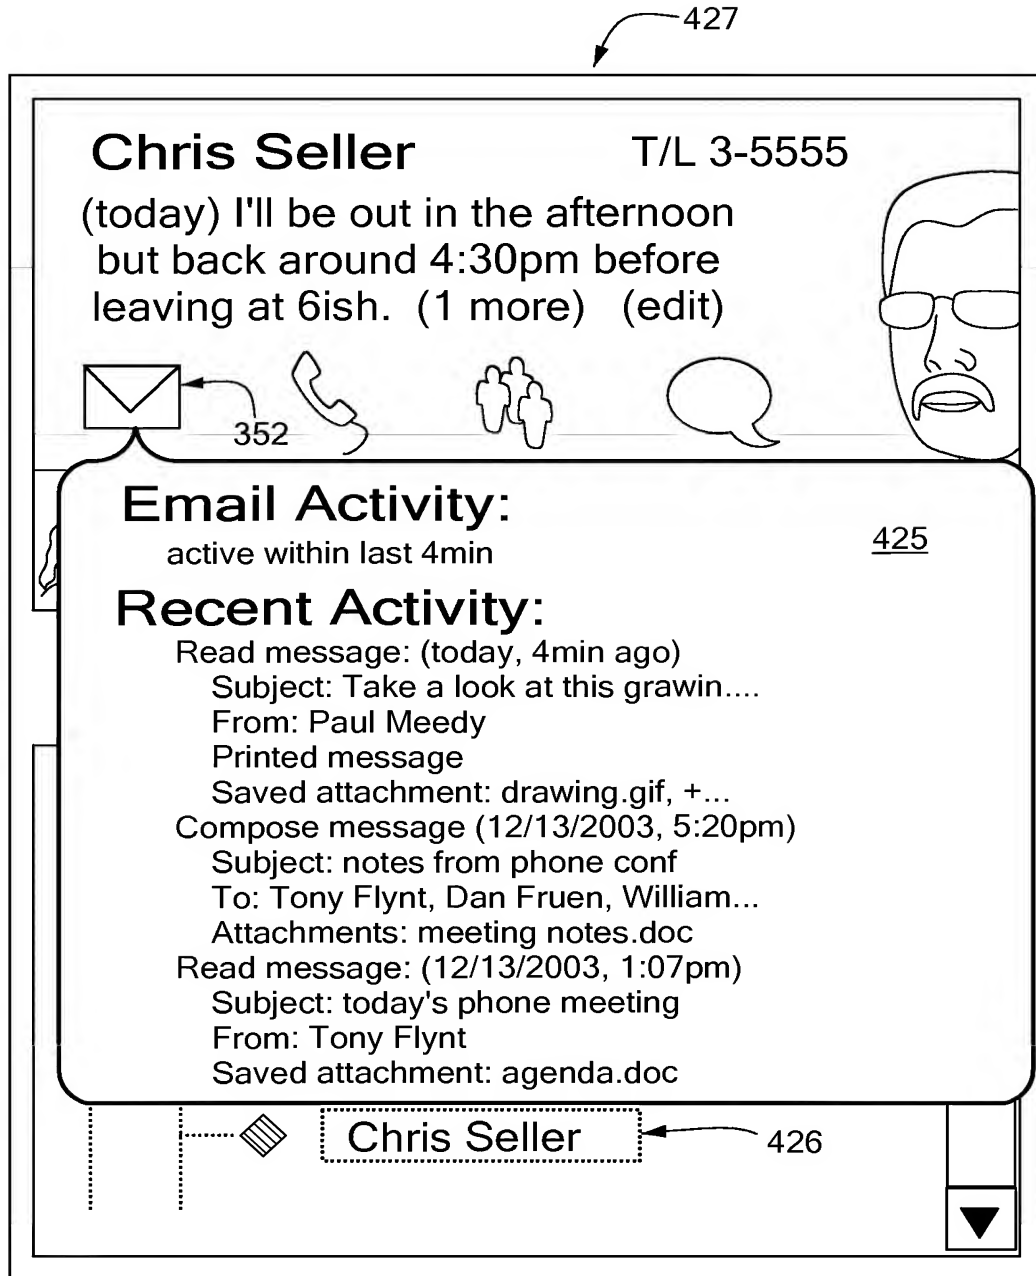 427
Chris Seller T/L 3-5555
(today) I'll be out in the afternoon
but back around 4:30pm before
leaving at 6ish. (1 more) (edit)
352
Email Activity:
425
active within last 4min
Recent Activity:
Read message: (today, 4min ago)
Subject: Take a look at this grawin....
From: Paul Meedy
Printed message
Saved attachment: drawing.gif, +...
Compose message (12/13/2003, 5:20pm)
Subject: notes from phone conf
To: Tony Flynt, Dan Fruen, William...
Attachments: meeting notes.doc
Read message: (12/13/2003, 1:07pm)
Subject: today's phone meeting
From: Tony Flynt
Saved attachment: agenda.doc
Chris Seller 426